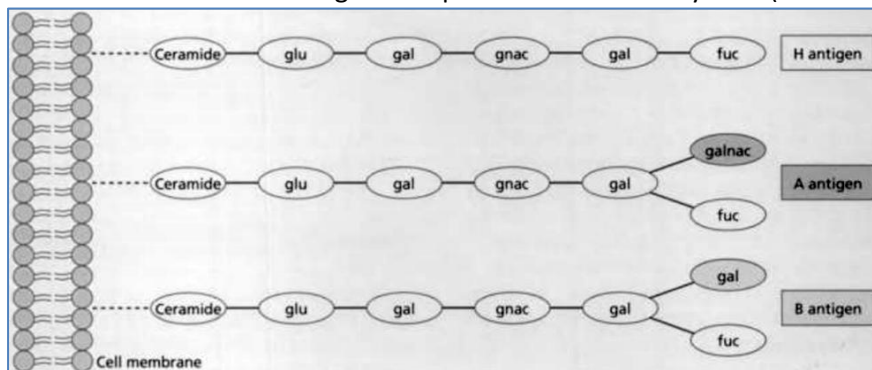 Ceramide glu gal gnac gal fuc H antigen
galnac
Ceramide glu gal gnac gal A antigen
fuc
gal
Ceramide glu gal gnac gal B antigen
fuc
Cell membrane